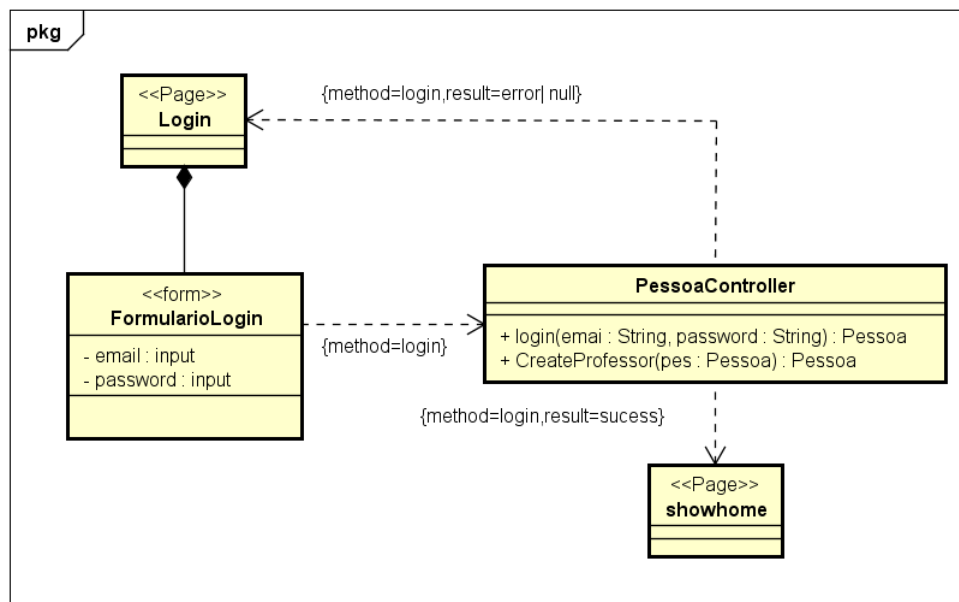 pkg
<<Page>>
Login
{method=login,result=error| null}
<<form>>
FormularioLogin
- email : input
- password : input
{method=login}
PessoaController
+ login(emai : String, password : String) : Pessoa
+ CreateProfessor(pes : Pessoa) : Pessoa
{method=login,result=sucess}
<<Page>>
showhome